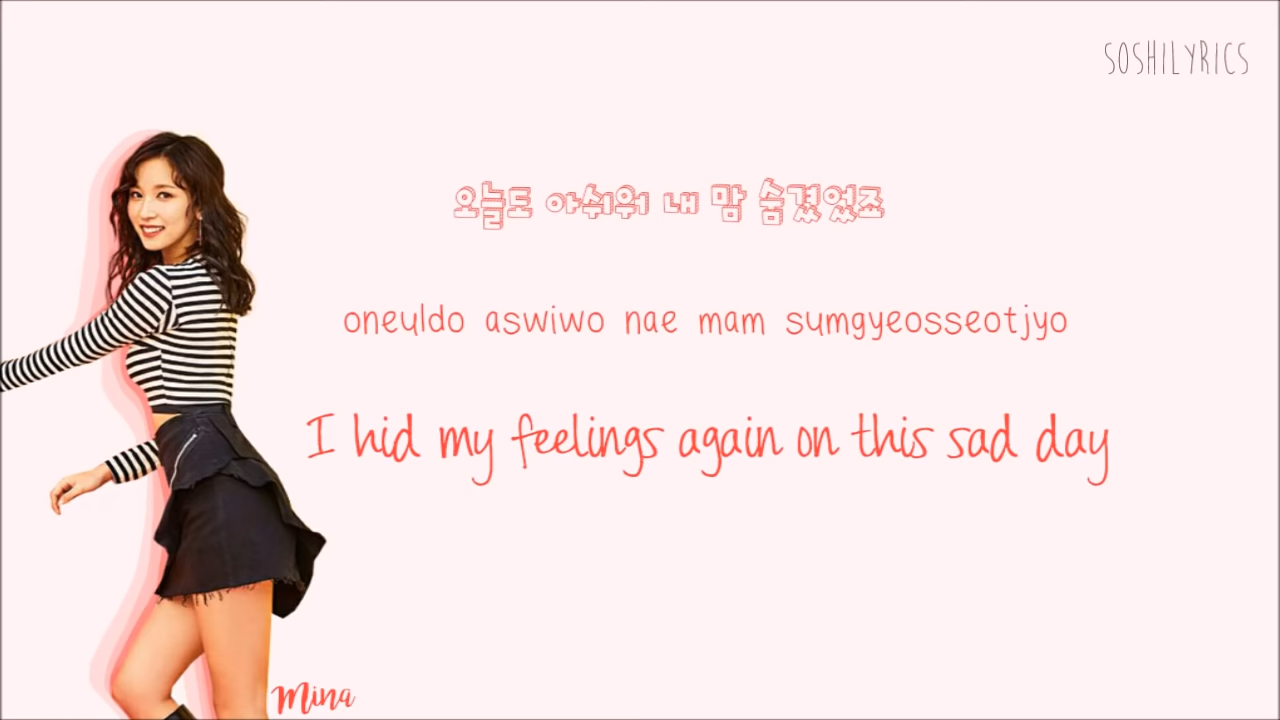 SOSHILYRICS
오늘도 아쉬워 내 맘 숨겼었죠
oneuldo aswiwo nae mam sumgyeosseotjyo
I hid my feelings again on this sad day
Mina